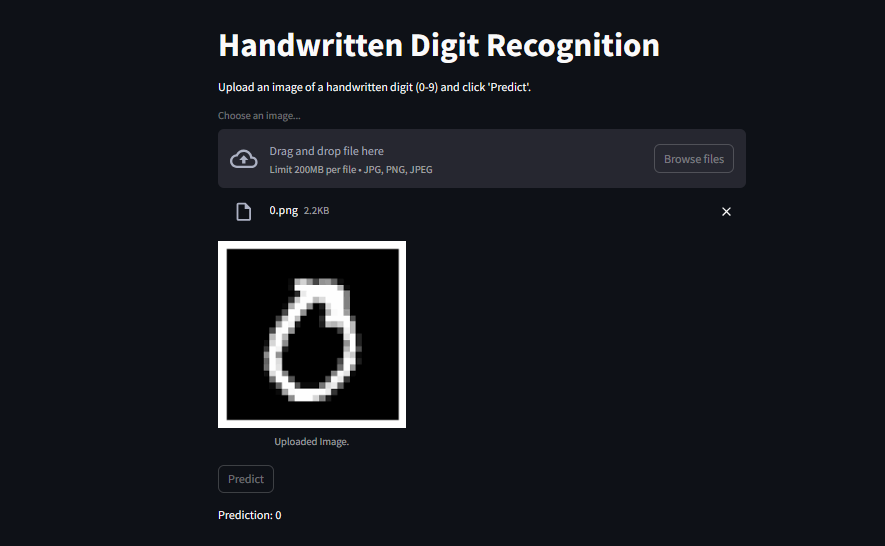 Handwritten Digit Recognition
Upload an image of a handwritten digit (0-9) and click 'Predict'.
Choose an image...
Drag and drop file here
Limit 200MB per file • JPG, PNG, JPEG
Browse files
0.png 2.2KB
0
Uploaded Image.
Predict
Prediction: 0